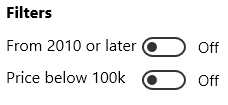 Filters
From 2010 or later Off
Price below 100k Off